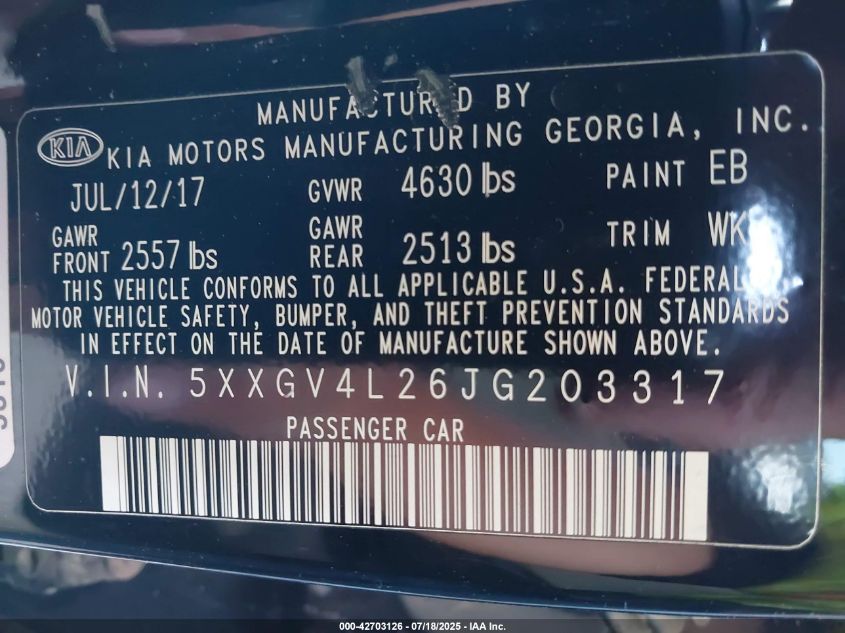 MANUFACTURED BY
KIA KIA MOTORS MANUFACTURING GEORGIA, INC.
JUL/12/17 GVWR 4630 lbs PAINT EB
GAWR FRONT 2557 lbs GAWR REAR 2513 lbs TRIM WK
THIS VEHICLE CONFORMS TO ALL APPLICABLE U.S.A. FEDERAL
MOTOR VEHICLE SAFETY, BUMPER, AND THEFT PREVENTION STANDARDS
IN EFFECT ON THE DATE OF MANUFACTURE SHOWN ABOVE.
V.I.N. 5XXGV4L26JG203317
PASSENGER CAR
000-42703126 - 07/18/2025 - IAA Inc.